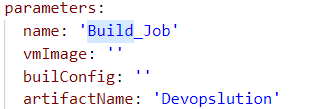 parameters:
  name: 'Build_Job'
  vmImage: ''
  builConfig: ''
  artifactName: 'Devopslution'